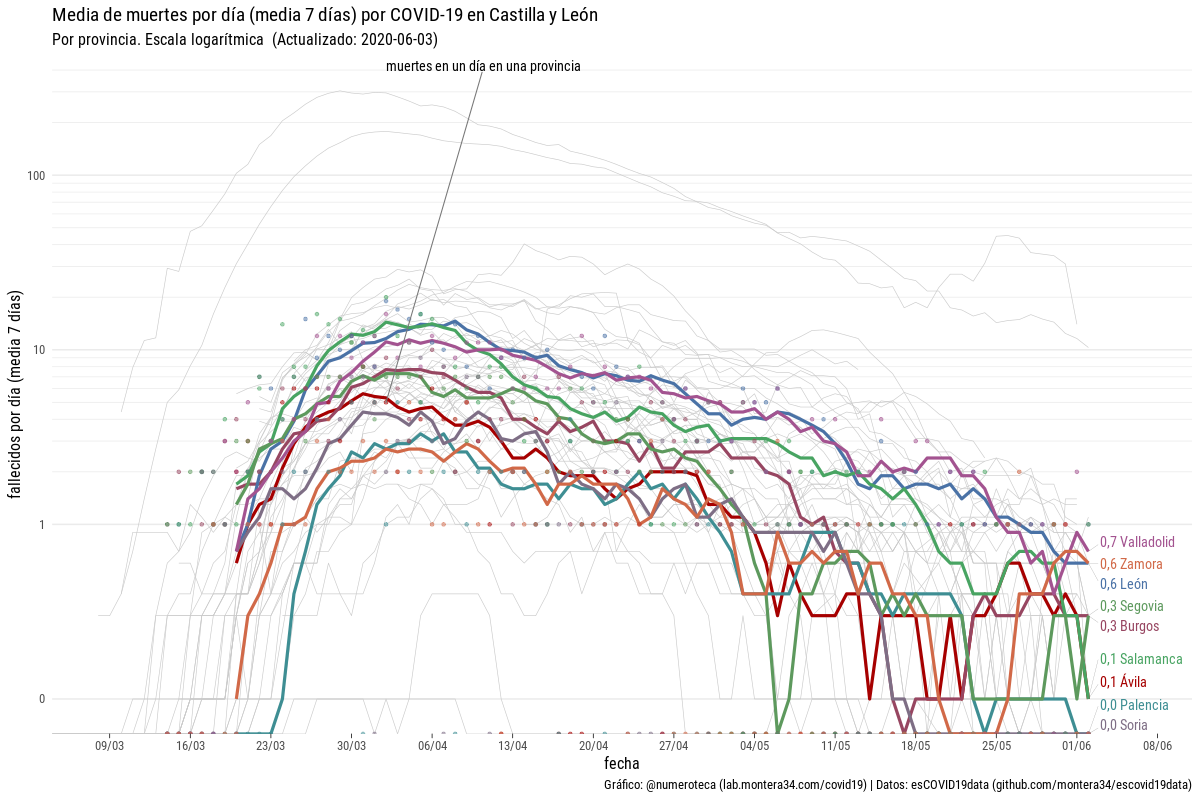 Media de muertes por día (media 7 días) por COVID-19 en Castilla y León
Por provincia. Escala logarítmica  (Actualizado: 2020-06-03)
muertes en un día en una provincia
fallecidos por día (media  7 días)
100
10
1
0
0,7 Valladolid
0,6 Zamora
0,6 León
0,3 Segovia
0,3 Burgos
0,1 Salamanca
0,1 Ávila
0,0 Palencia
0,0 Soria
09/03
16/03
23/03
30/03
06/04
13/04
20/04
27/04
04/05
11/05
18/05
25/05
01/06
08/06
fecha
Gráfico: @numeroteca (lab.montera34.com/covid19) | Datos: esCOVID19data (github.com/montera34/escovid19data)